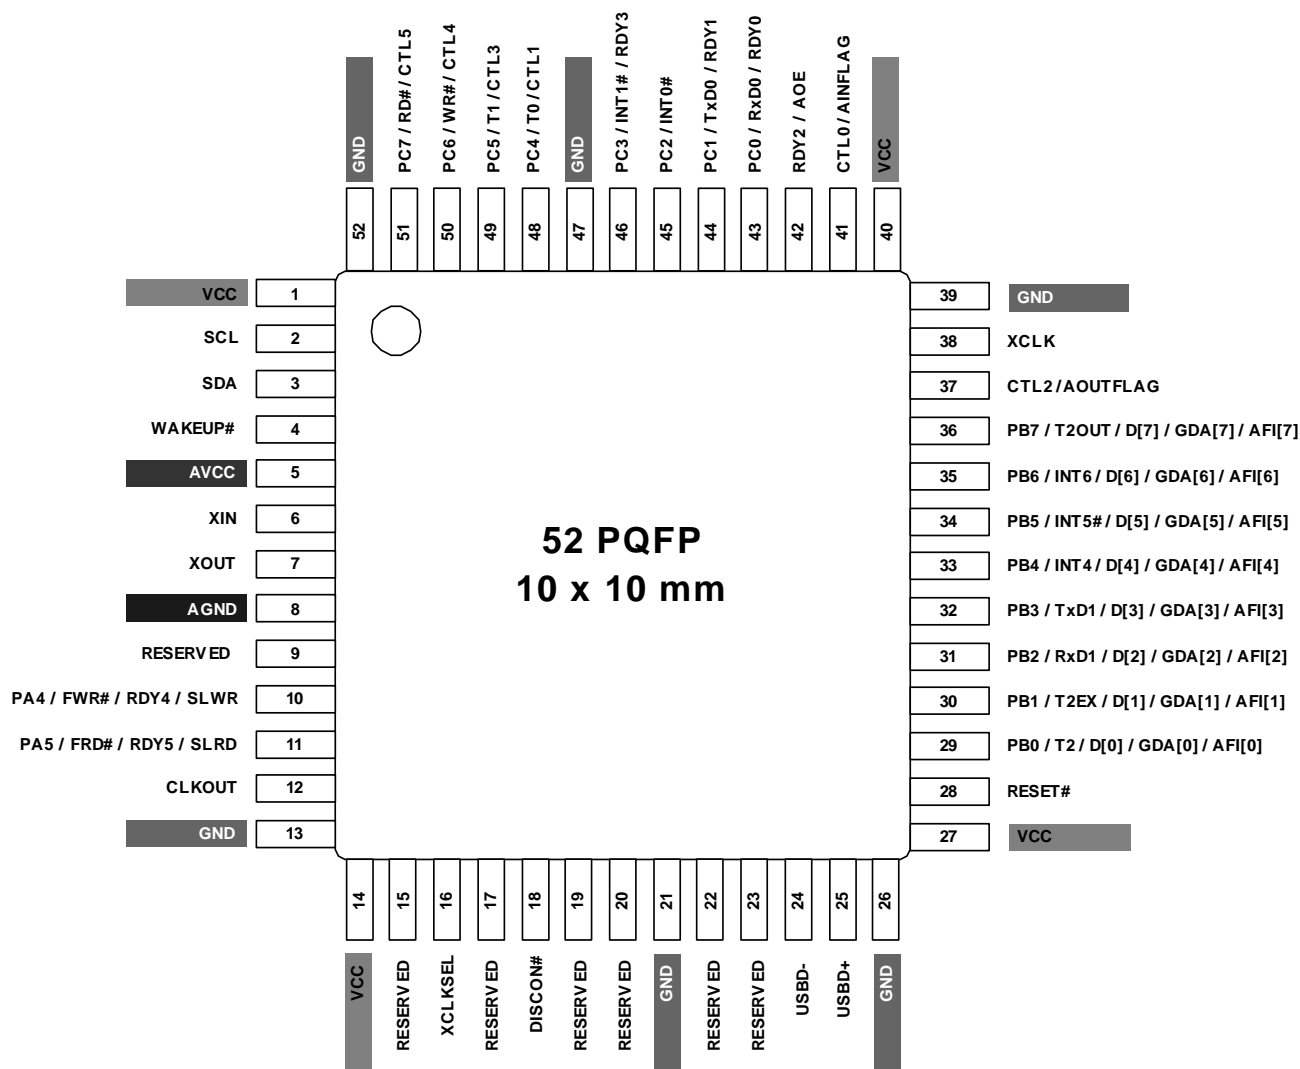 GND
PC7 / RD# / CTL5
PC6 / WR# / CTL4
PC5 / T1 / CTL3
PC4 / T0 / CTL1
GND
PC3 / INT1# / RDY3
PC2 / INT0#
PC1 / TxD0 / RDY1
PC0 / RxD0 / RDY0
RDY2 / AOE
CTL0 / AINFLAG
VCC
52
51
50
49
48
47
46
45
44
43
42
41
40
VCC 1
SCL 2
SDA 3
WAKEUP# 4
AVCC 5
XIN 6
XOUT 7
AGND 8
RESERVED 9
PA4 / FWR# / RDY4 / SLWR 10
PA5 / FRD# / RDY5 / SLRD 11
CLKOUT 12
GND 13
52 PQFP
10 x 10 mm
39 GND
38 XCLK
37 CTL2 / AOUTFLAG
36 PB7 / T2OUT / D[7] / GDA[7] / AFI[7]
35 PB6 / INT6 / D[6] / GDA[6] / AFI[6]
34 PB5 / INT5# / D[5] / GDA[5] / AFI[5]
33 PB4 / INT4 / D[4] / GDA[4] / AFI[4]
32 PB3 / TxD1 / D[3] / GDA[3] / AFI[3]
31 PB2 / RxD1 / D[2] / GDA[2] / AFI[2]
30 PB1 / T2EX / D[1] / GDA[1] / AFI[1]
29 PB0 / T2 / D[0] / GDA[0] / AFI[0]
28 RESET#
27 VCC
14
15
16
17
18
19
20
21
22
23
24
25
26
VCC
RESERVED
XCLKSEL
RESERVED
DISCON#
RESERVED
RESERVED
GND
RESERVED
RESERVED
USBD-
USBD+
GND